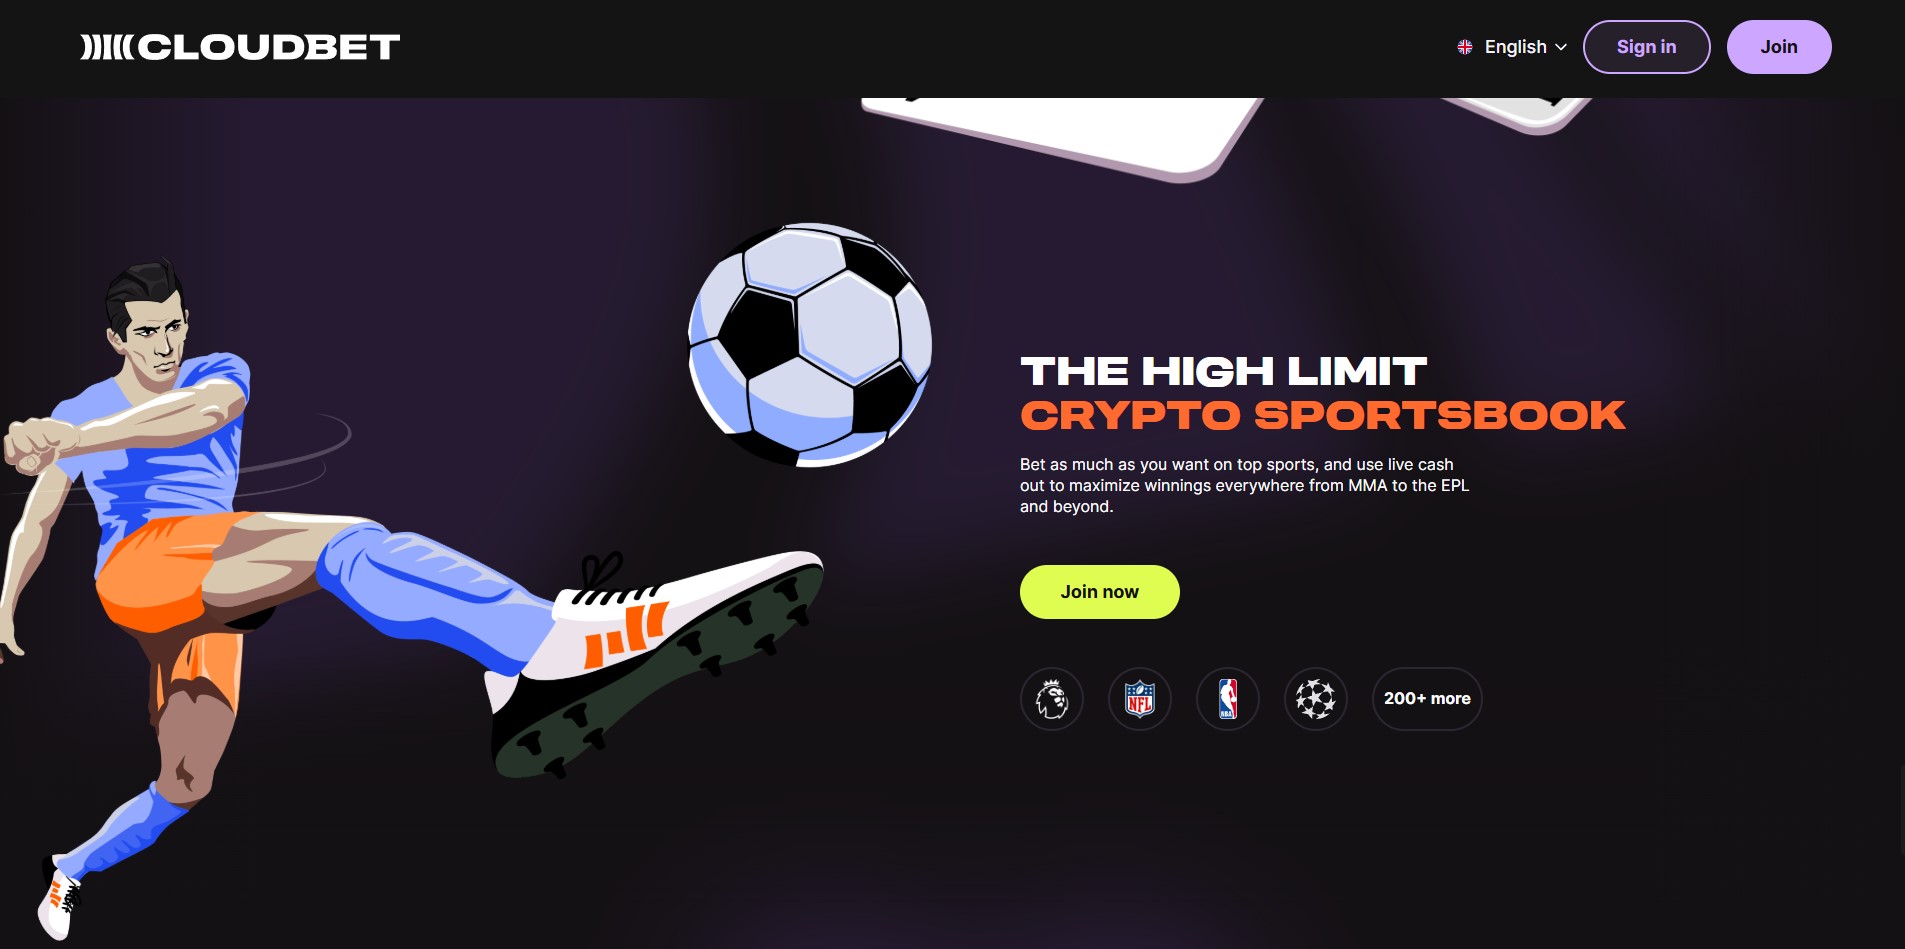 CLOUDBET
English
Sign in
Join
THE HIGH LIMIT
CRYPTO SPORTSBOOK
Bet as much as you want on top sports, and use live cash
out to maximize winnings everywhere from MMA to the EPL
and beyond.
Join now
NFL
NBA
200+ more